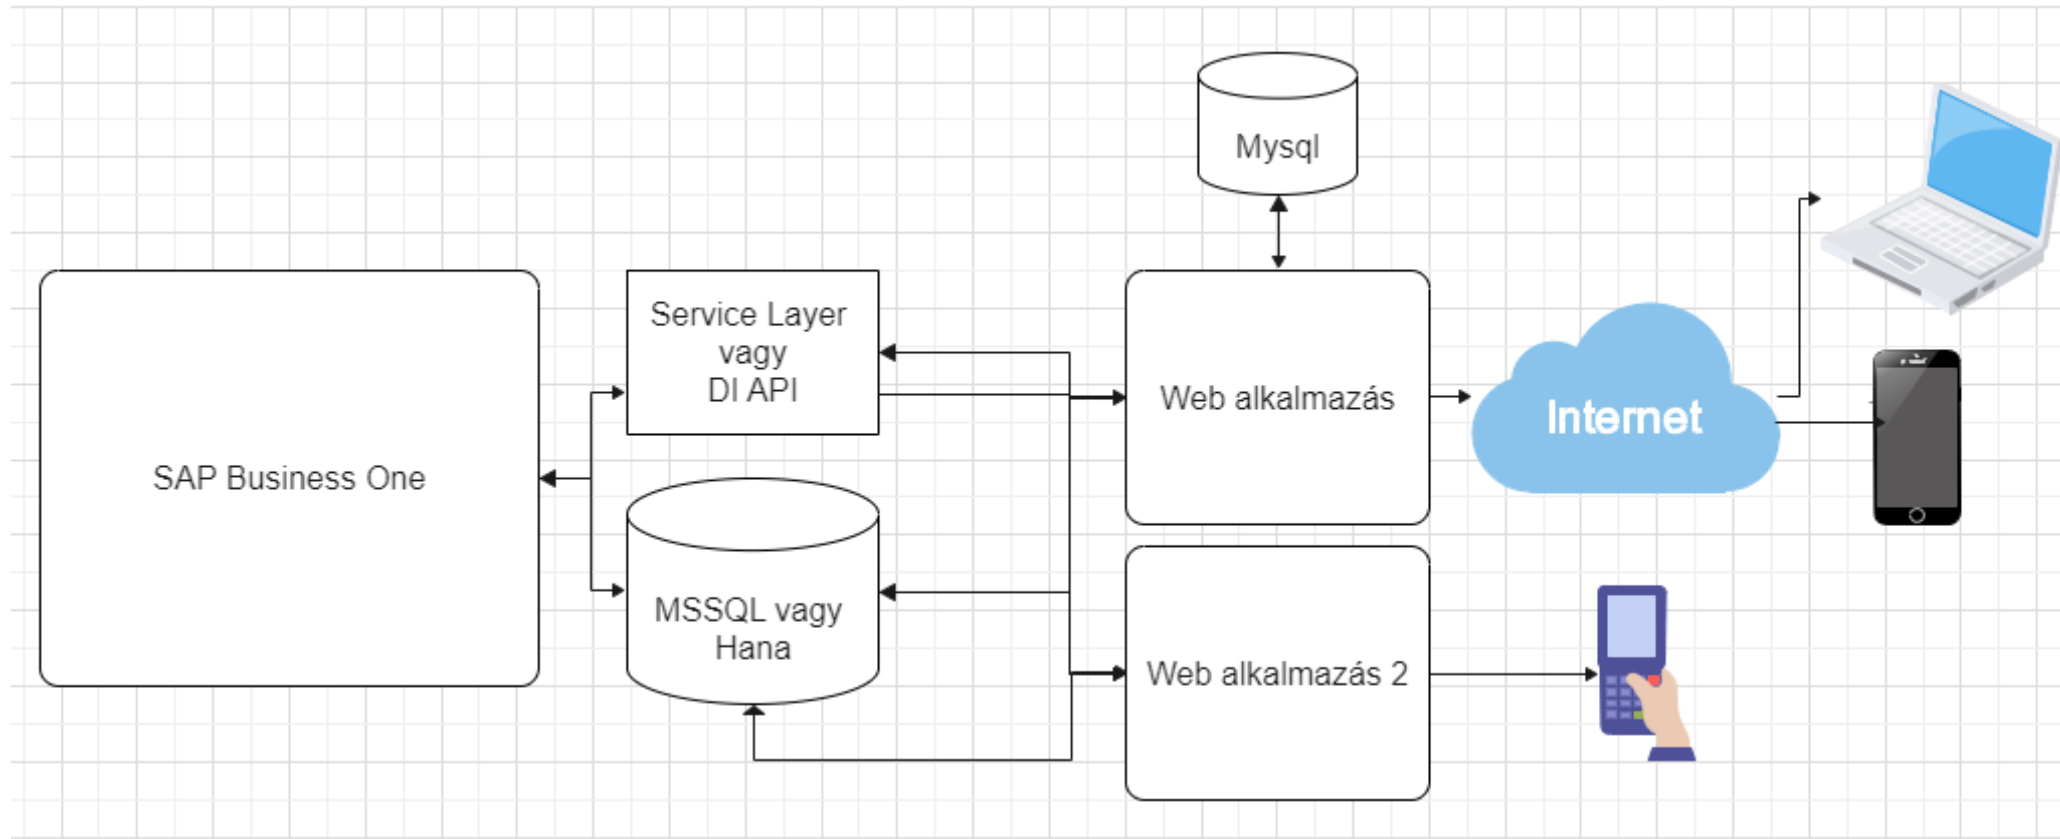 Mysql
Service Layer
vagy
DI API
Web alkalmazás
Internet
SAP Business One
MSSQL vagy
Hana
Web alkalmazás 2